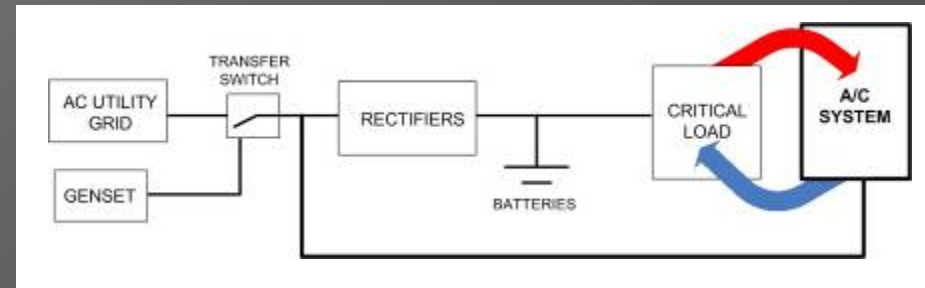 TRANSFER
SWITCH
AC UTILITY
GRID
GENSET
RECTIFIERS
BATTERIES
CRITICAL
LOAD
A/C
SYSTEM